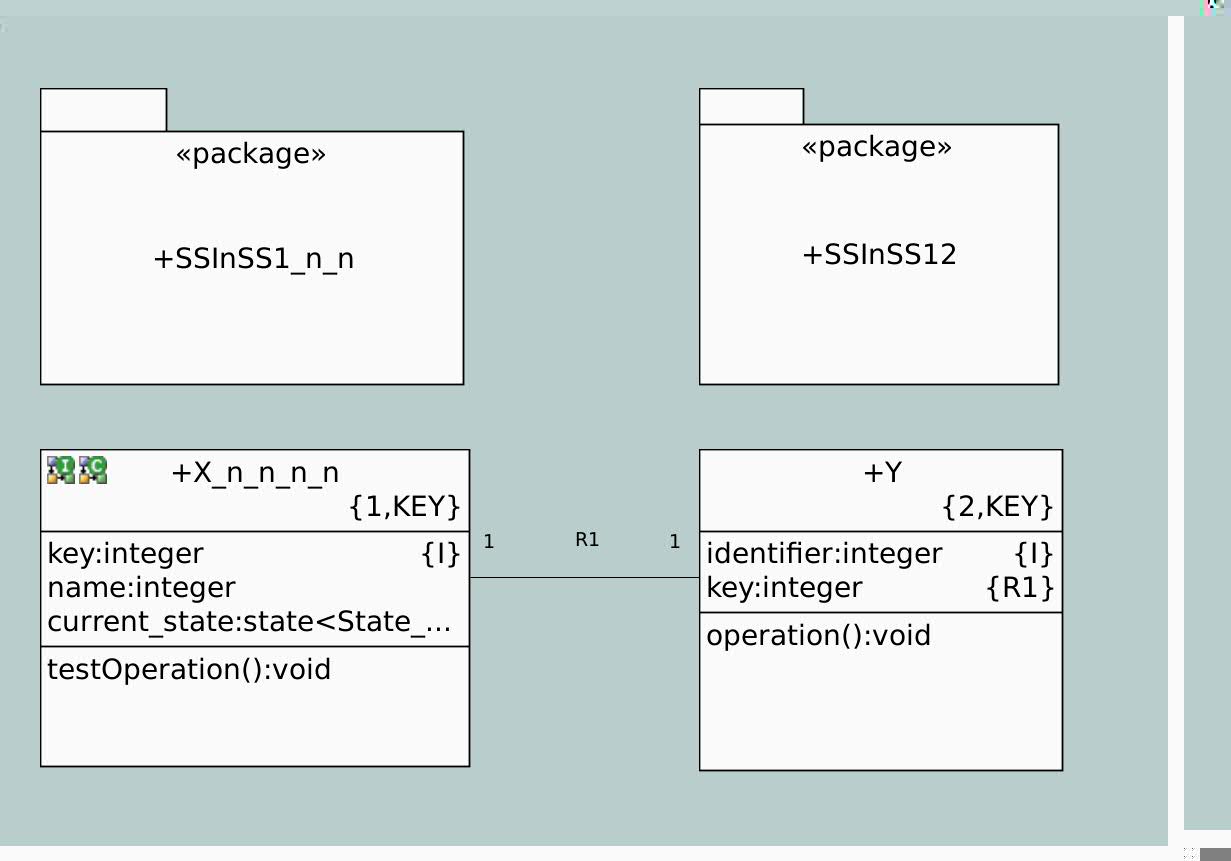 «package»
+SSInSS1_n_n
«package»
+SSInSS12
+X_n_n_n_n
{1,KEY}
key:integer {I}
name:integer
current_state:state<State_...
testOperation():void
1 R1 1
+Y
{2,KEY}
identifier:integer {I}
key:integer {R1}
operation():void